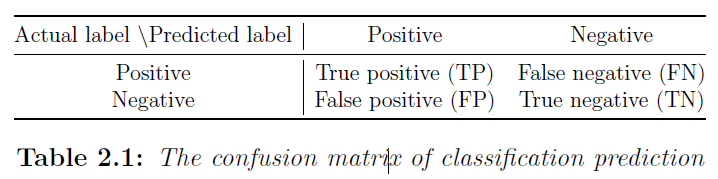 Actual label \Predicted label Positive Negative
Positive True positive (TP) False negative (FN)
Negative False positive (FP) True negative (TN)
Table 2.1: The confusion matrix of classification prediction